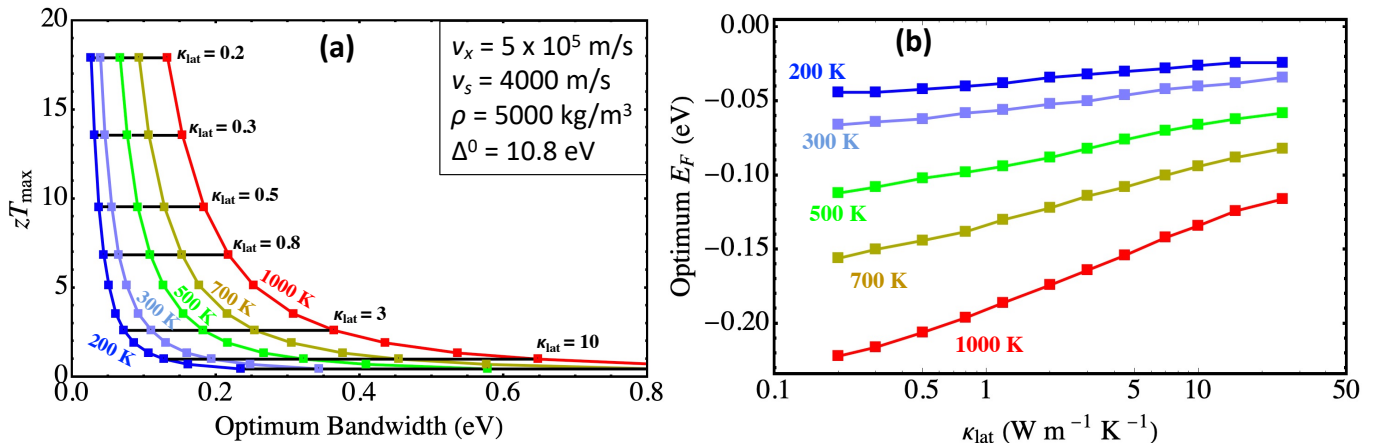 (a)
20
15
10
5
0
zT_max
κ_lat = 0.2
κ_lat = 0.3
κ_lat = 0.5
κ_lat = 0.8
κ_lat = 3
κ_lat = 10
200 K
300 K
500 K
700 K
1000 K
v_x = 5 x 10⁵ m/s
v_s = 4000 m/s
ρ = 5000 kg/m³
Δ⁰ = 10.8 eV
0.0 0.2 0.4 0.6 0.8
Optimum Bandwidth (eV)
(b)
0.00
−0.05
−0.10
−0.15
−0.20
Optimum E_F (eV)
200 K
300 K
500 K
700 K
1000 K
0.1 0.5 1 5 10 50
κ_lat (W m ⁻¹ K ⁻¹)